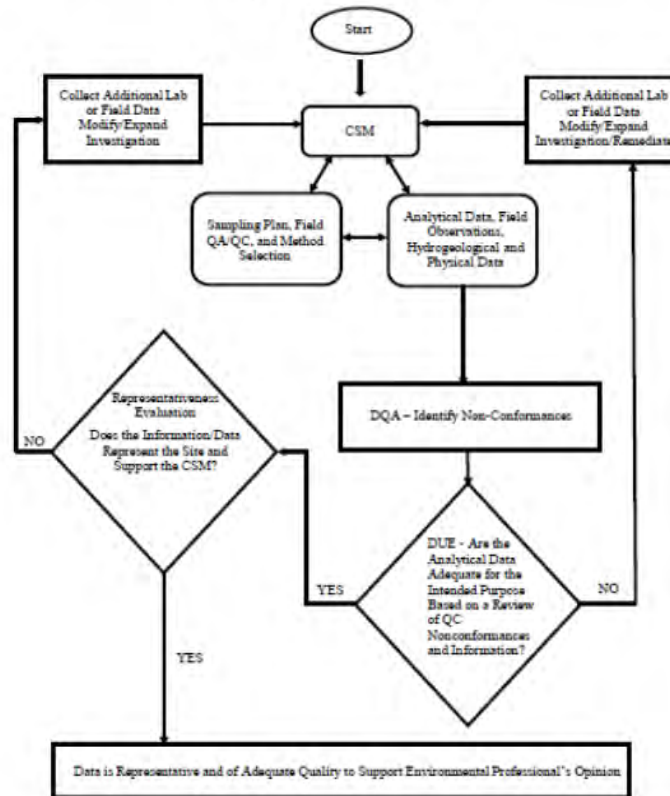 Start
Collect Additional Lab
or Field Data
Modify/Expand
Investigation
CSM
Collect Additional Lab
or Field Data
Modify/Expand
Investigation/Remediate
Sampling Plan, Field
QA/QC, and Method
Selection
Analytical Data, Field
Observations,
Hydrogeological and
Physical Data
DQA – Identify Non-Conformances
Representativeness
Evaluation
Does the Information/Data
Represent the Site and
Support the CSM?
NO
DUE - Are the
Analytical Data
Adequate for the
Intended Purpose
Based on a Review
of QC
Nonconformances
and Information?
YES
NO
YES
Data is Representative and of Adequate Quality to Support Environmental Professional's Opinion